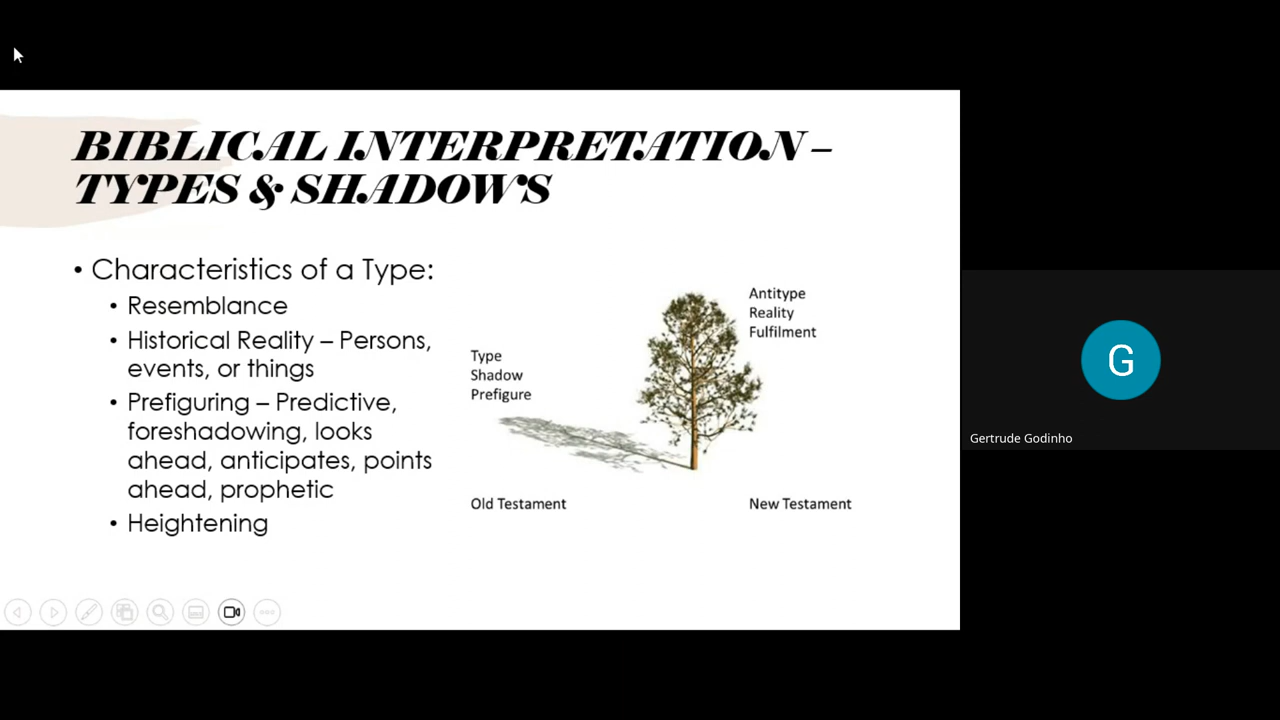 BIBLICAL INTERPRETATION –
TYPES & SHADOWS
• Characteristics of a Type:
• Resemblance
• Historical Reality – Persons,
events, or things
• Prefiguring – Predictive,
foreshadowing, looks
ahead, anticipates, points
ahead, prophetic
• Heightening
Type
Shadow
Prefigure
Antitype
Reality
Fulfilment
Old Testament
New Testament
G
Gertrude Godinho